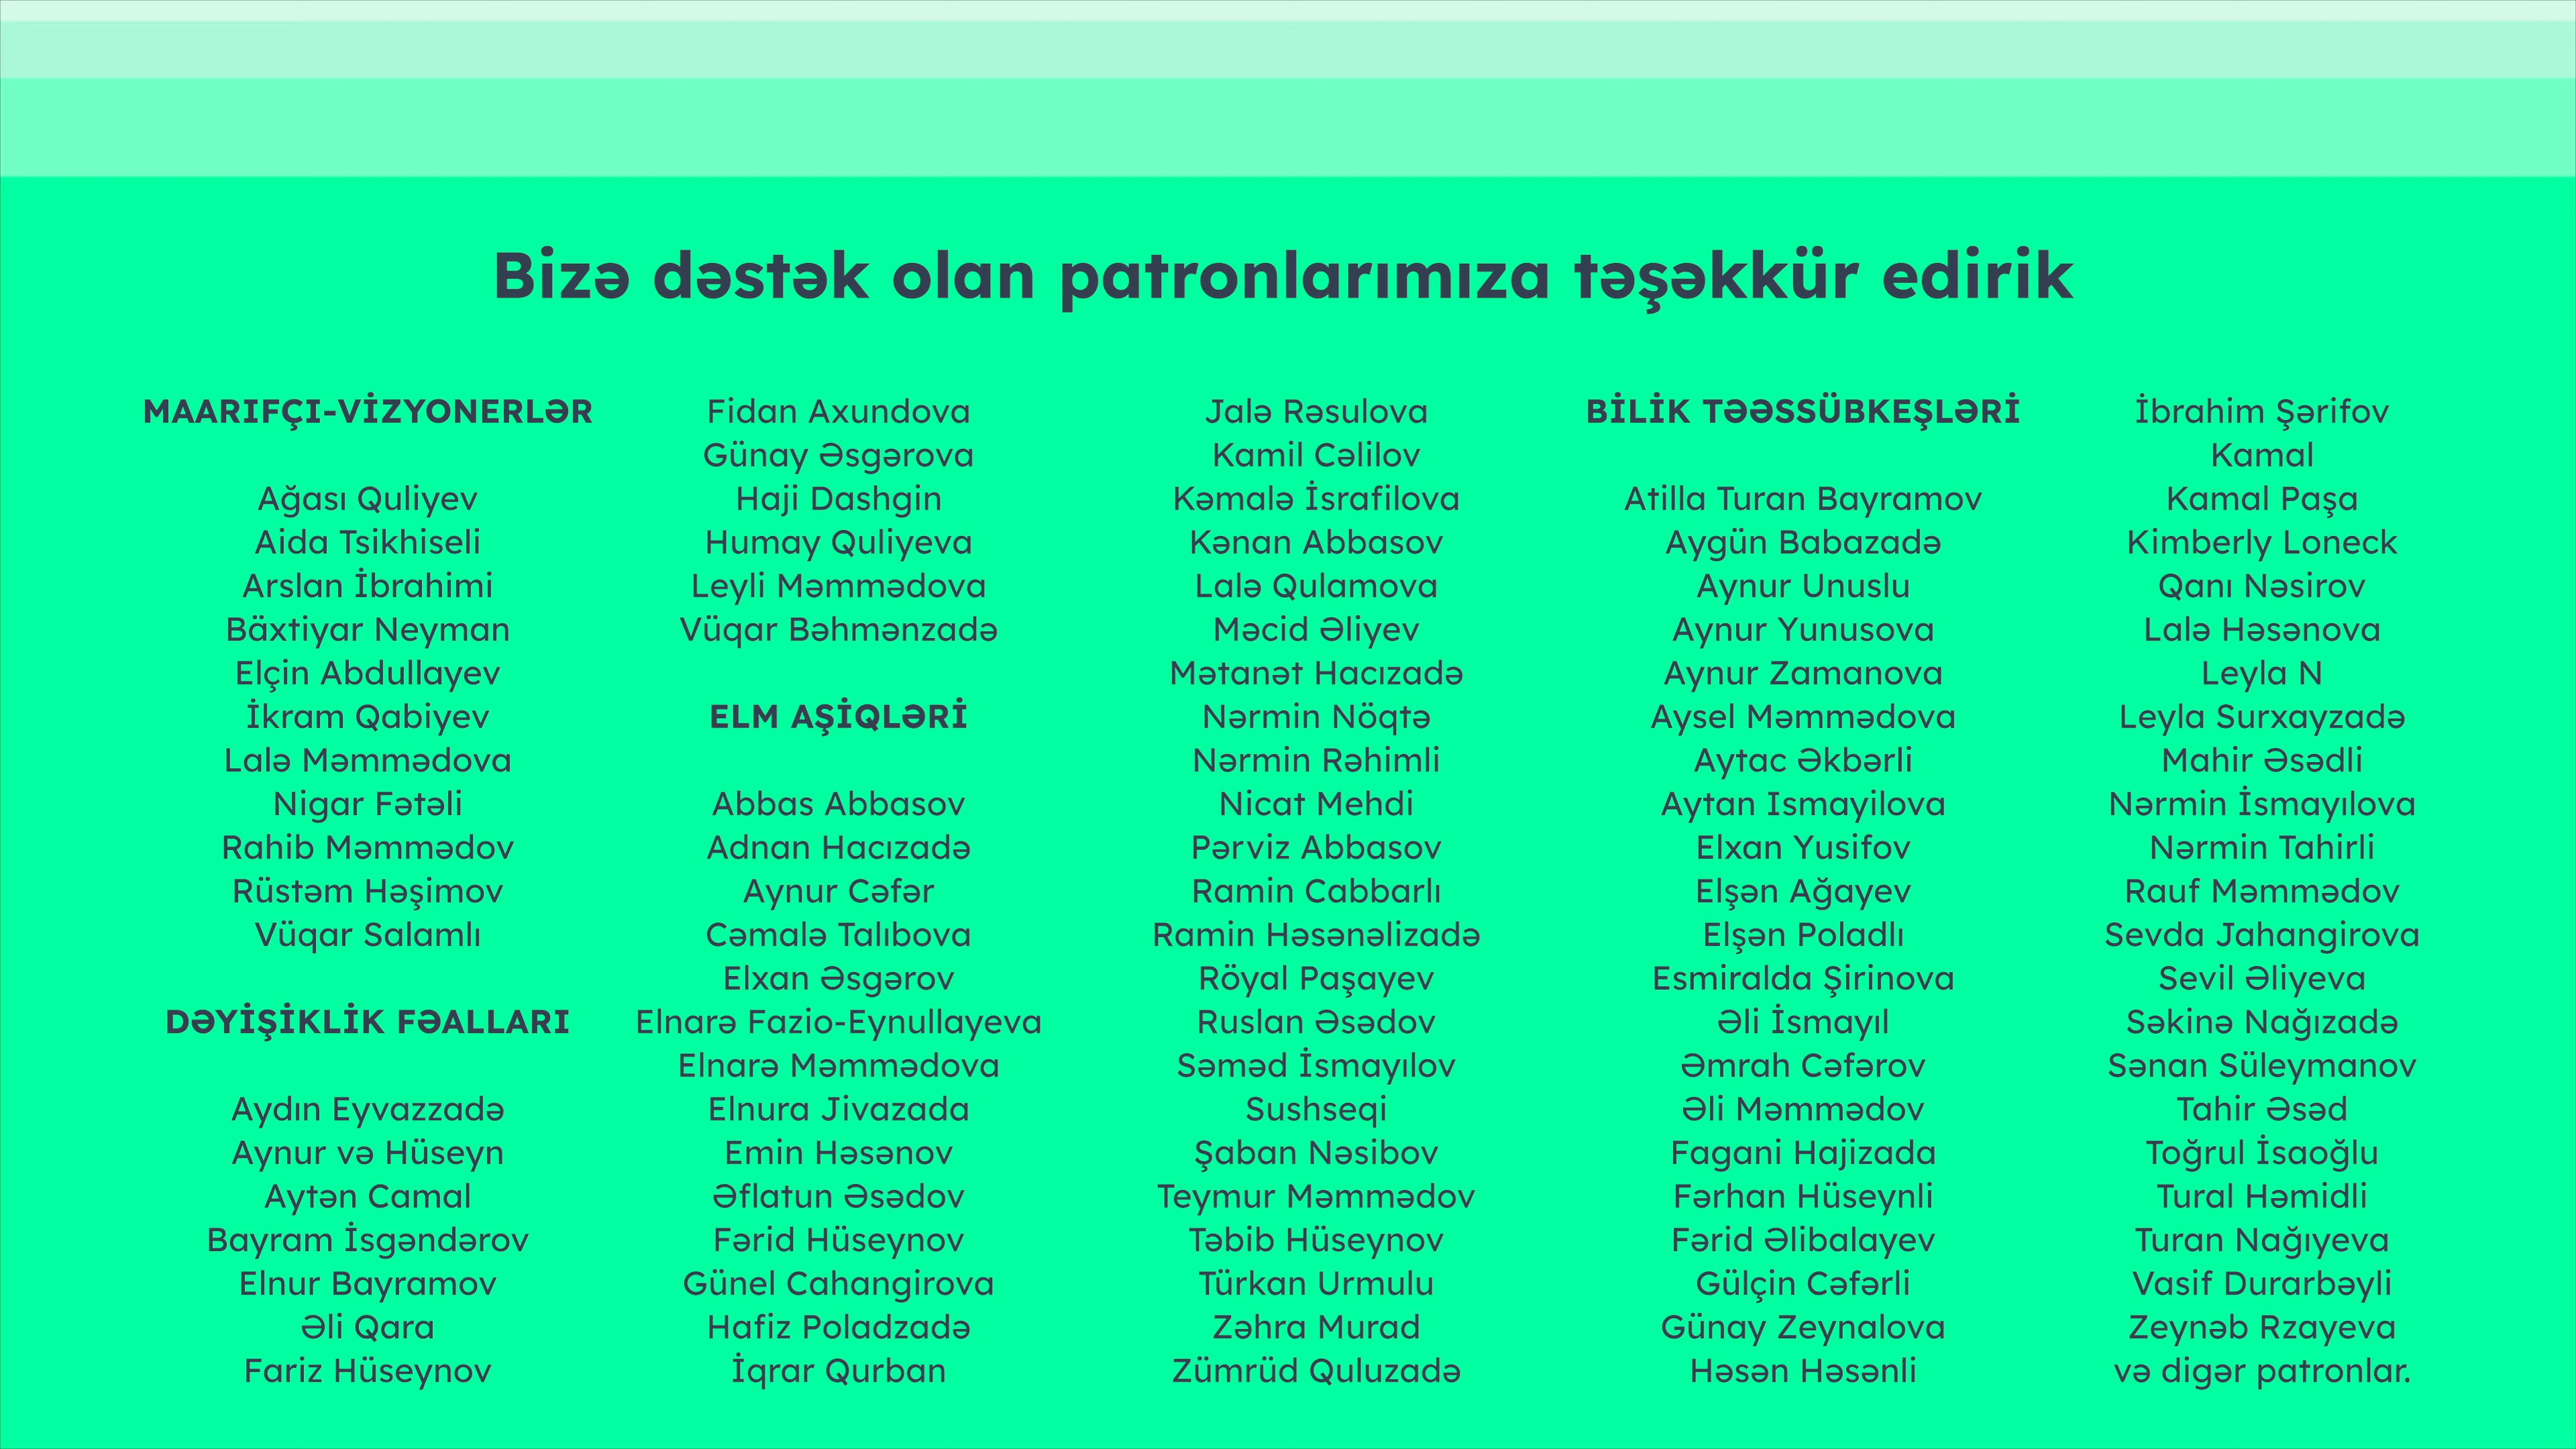 Bizə dəstək olan patronlarımıza təşəkkür edirik
MAARIFÇI-VİZYONERLƏR
Ağası Quliyev
Aida Tsikhiseli
Arslan İbrahimi
Bäxtiyar Neyman
Elçin Abdullayev
İkram Qabiyev
Lalə Məmmədova
Nigar Fətəli
Rahib Məmmədov
Rüstəm Həşimov
Vüqar Salamlı
DƏYİŞİKLİK FƏALLARI
Aydın Eyvazzadə
Aynur və Hüseyn
Aytən Camal
Bayram İsgəndərov
Elnur Bayramov
Əli Qara
Fariz Hüseynov
Fidan Axundova
Günay Əsgərova
Haji Dashgin
Humay Quliyeva
Leyli Məmmədova
Vüqar Bəhmənzadə
ELM AŞİQLƏRİ
Abbas Abbasov
Adnan Hacızadə
Aynur Cəfər
Cəmalə Talıbova
Elxan Əsgərov
Elnarə Fazio-Eynullayeva
Elnarə Məmmədova
Elnura Jivazada
Emin Həsənov
Əflatun Əsədov
Fərid Hüseynov
Günel Cahangirova
Hafiz Poladzadə
İqrar Qurban
Jalə Rəsulova
Kamil Cəlilov
Kəmalə İsrafilova
Kənan Abbasov
Lalə Qulamova
Məcid Əliyev
Mətanət Hacızadə
Nərmin Nöqtə
Nərmin Rəhimli
Nicat Mehdi
Pərviz Abbasov
Ramin Cabbarlı
Ramin Həsənəlizadə
Röyal Paşayev
Ruslan Əsədov
Səməd İsmayılov
Sushseqi
Şaban Nəsibov
Teymur Məmmədov
Təbib Hüseynov
Türkan Urmulu
Zəhra Murad
Zümrüd Quluzadə
BİLİK TƏƏSSÜBKEŞLƏRİ
Atilla Turan Bayramov
Aygün Babazadə
Aynur Unuslu
Aynur Yunusova
Aynur Zamanova
Aysel Məmmədova
Aytac Əkbərli
Aytan Ismayilova
Elxan Yusifov
Elşən Ağayev
Elşən Poladlı
Esmiralda Şirinova
Əli İsmayıl
Əmrah Cəfərov
Əli Məmmədov
Fagani Hajizada
Fərhan Hüseynli
Fərid Əlibalayev
Gülçin Cəfərli
Günay Zeynalova
Həsən Həsənli
İbrahim Şərifov
Kamal
Kamal Paşa
Kimberly Loneck
Qanı Nəsirov
Lalə Həsənova
Leyla N
Leyla Surxayzadə
Mahir Əsədli
Nərmin İsmayılova
Nərmin Tahirli
Rauf Məmmədov
Sevda Jahangirova
Sevil Əliyeva
Səkinə Nağızadə
Sənan Süleymanov
Tahir Əsəd
Toğrul İsaoğlu
Tural Həmidli
Turan Nağıyeva
Vasif Durarbəyli
Zeynəb Rzayeva
və digər patronlar.